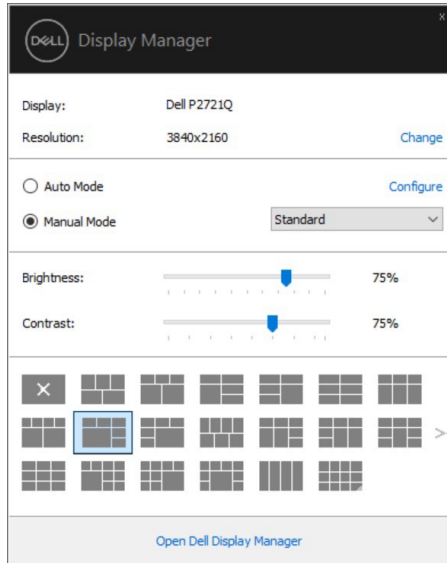 x
DELL Display Manager
Display: Dell P2721Q
Resolution: 3840x2160 Change
Auto Mode Configure
Manual Mode Standard
Brightness: 75%
Contrast: 75%
>
Open Dell Display Manager